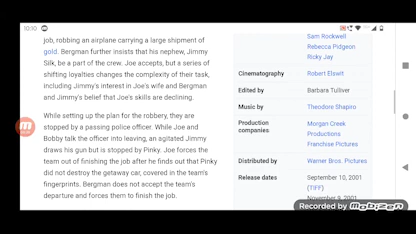 10:10
job, robbing an airplane carrying a large shipment of
gold. Bergman further insists that his nephew, Jimmy
Silk, be a part of the crew. Joe accepts, but a series of
shifting loyalties changes the complexity of their task,
including Jimmy's interest in Joe's wife and Bergman
and Jimmy's belief that Joe's skills are declining.
While setting up the plan for the robbery, they are
stopped by a passing police officer. While Joe and
Bobby talk the officer into leaving, an agitated Jimmy
draws his gun but is stopped by Pinky. Joe forces the
team out of finishing the job after he finds out that Pinky
did not destroy the getaway car, covered in the team's
fingerprints. Bergman does not accept the team's
departure and forces them to finish the job.
Sam Rockwell
Rebecca Pidgeon
Ricky Jay
Cinematography Robert Elswit
Edited by Barbara Tulliver
Music by Theodore Shapiro
Production companies Morgan Creek
Productions
Franchise Pictures
Distributed by Warner Bros. Pictures
Release dates September 10, 2001
(TIFF)
November 9, 2001
Recorded by Mobizen